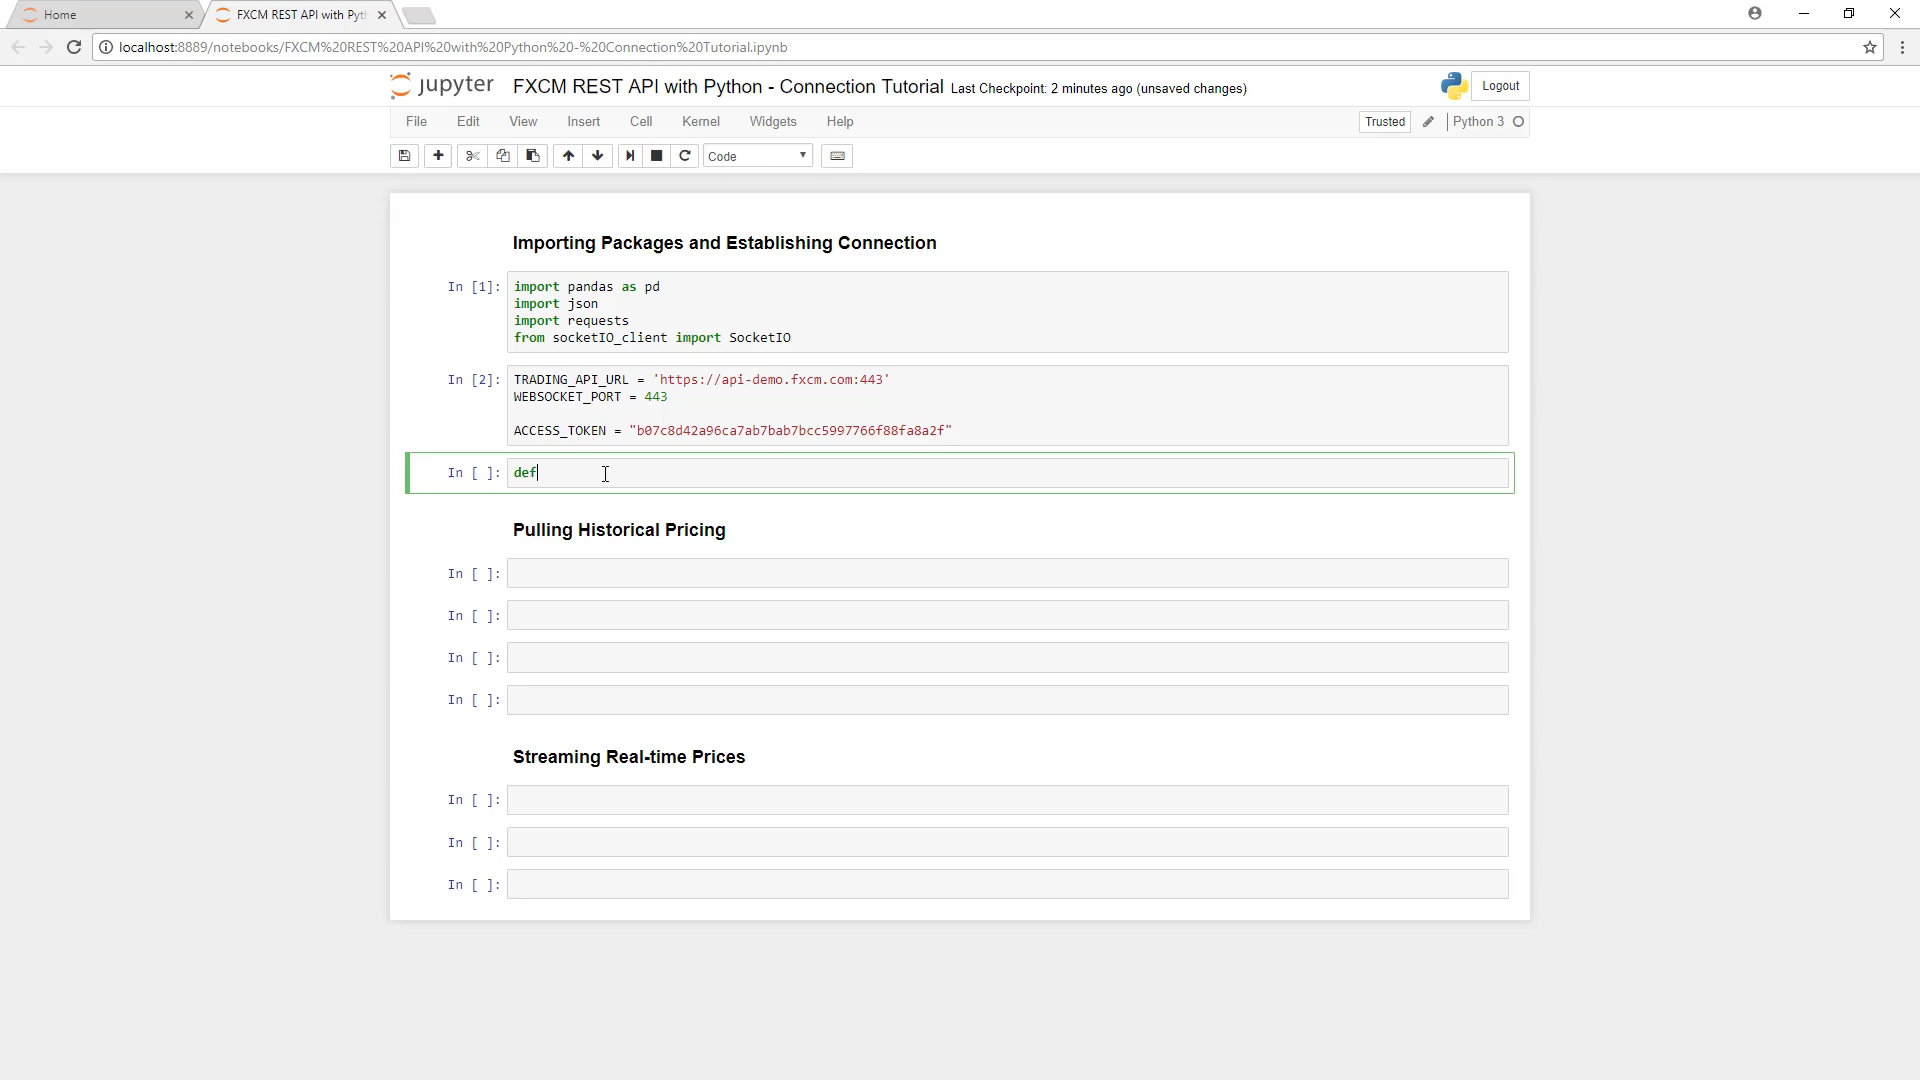 Home
FXCM REST API with Pyth
localhost:8889/notebooks/FXCM%20REST%20API%20with%20Python%20-%20Connection%20Tutorial.ipynb
jupyter FXCM REST API with Python - Connection Tutorial Last Checkpoint: 2 minutes ago (unsaved changes) Logout
File Edit View Insert Cell Kernel Widgets Help Trusted Python 3
Code
Importing Packages and Establishing Connection
In [1]: import pandas as pd
import json
import requests
from socketIO_client import SocketIO
In [2]: TRADING_API_URL = 'https://api-demo.fxcm.com:443'
WEBSOCKET_PORT = 443
ACCESS_TOKEN = "b07c8d42a96ca7ab7bab7bcc5997766f88fa8a2f"
In [ ]: def
Pulling Historical Pricing
In [ ]:
In [ ]:
In [ ]:
In [ ]:
Streaming Real-time Prices
In [ ]:
In [ ]:
In [ ]: